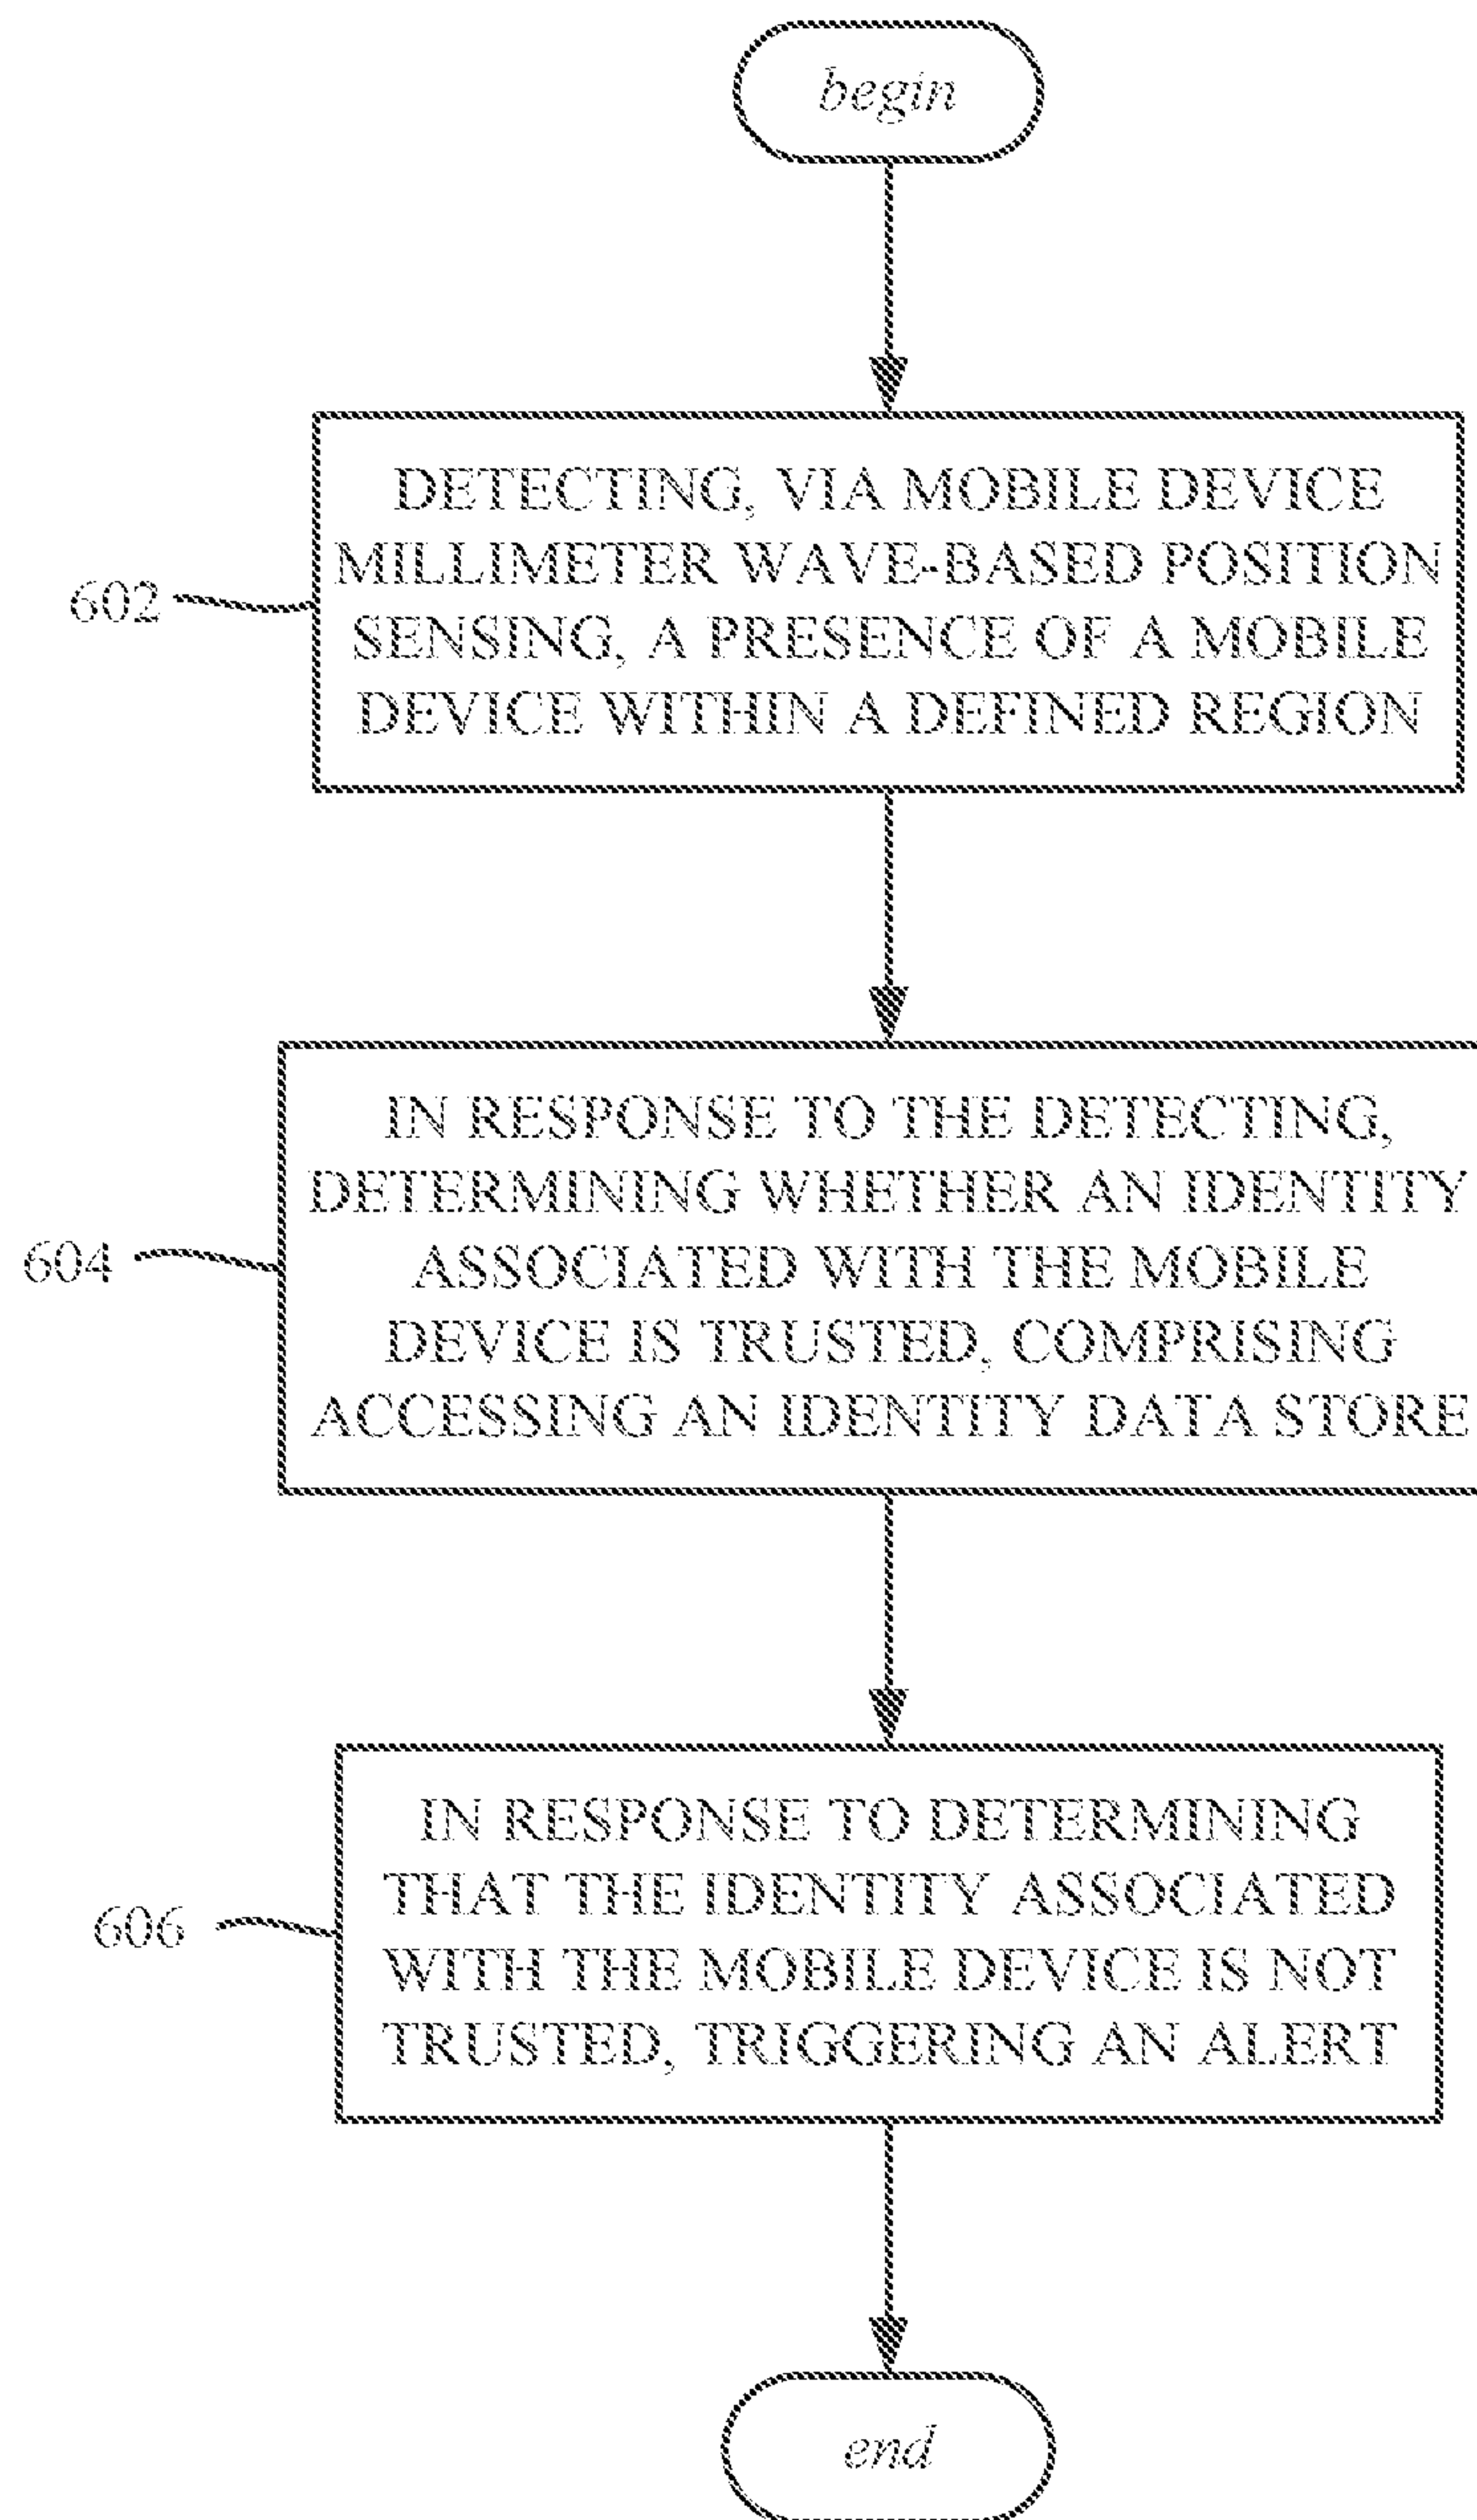 begin
DETECTING, VIA MOBILE DEVICE
MILLIMETER WAVE-BASED POSITION
SENSING, A PRESENCE OF A MOBILE
DEVICE WITHIN A DEFINED REGION
602
IN RESPONSE TO THE DETECTING,
DETERMINING WHETHER AN IDENTITY
ASSOCIATED WITH THE MOBILE
DEVICE IS TRUSTED, COMPRISING
ACCESSING AN IDENTITY DATA STORE
604
IN RESPONSE TO DETERMINING
THAT THE IDENTITY ASSOCIATED
WITH THE MOBILE DEVICE IS NOT
TRUSTED, TRIGGERING AN ALERT
606
end